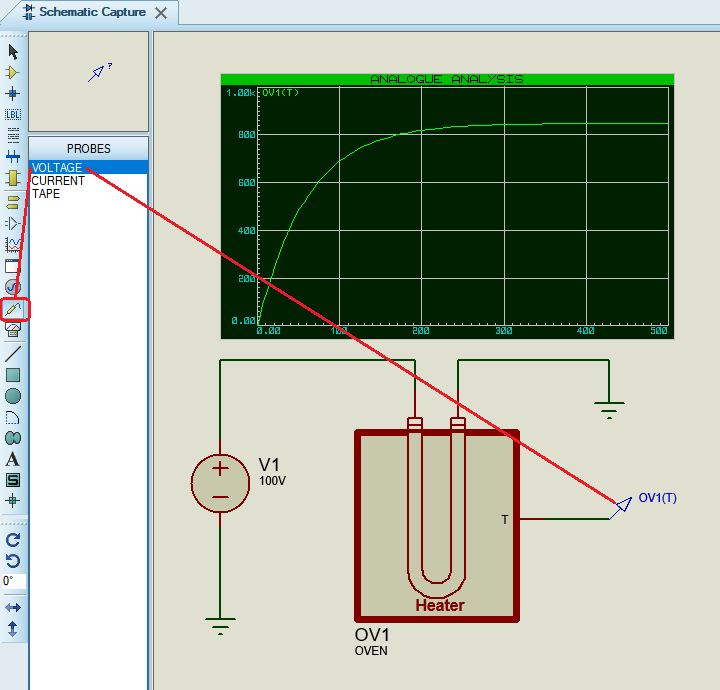 Schematic Capture
?
PROBES
VOLTAGE
CURRENT
TAPE
LBL
A
S
0°
ANALOGUE ANALYSIS
1.00k
OV1(T)
800
600
400
200
0.00
0.00
100
200
300
400
500
V1
100V
T
OV1(T)
Heater
OV1
OVEN